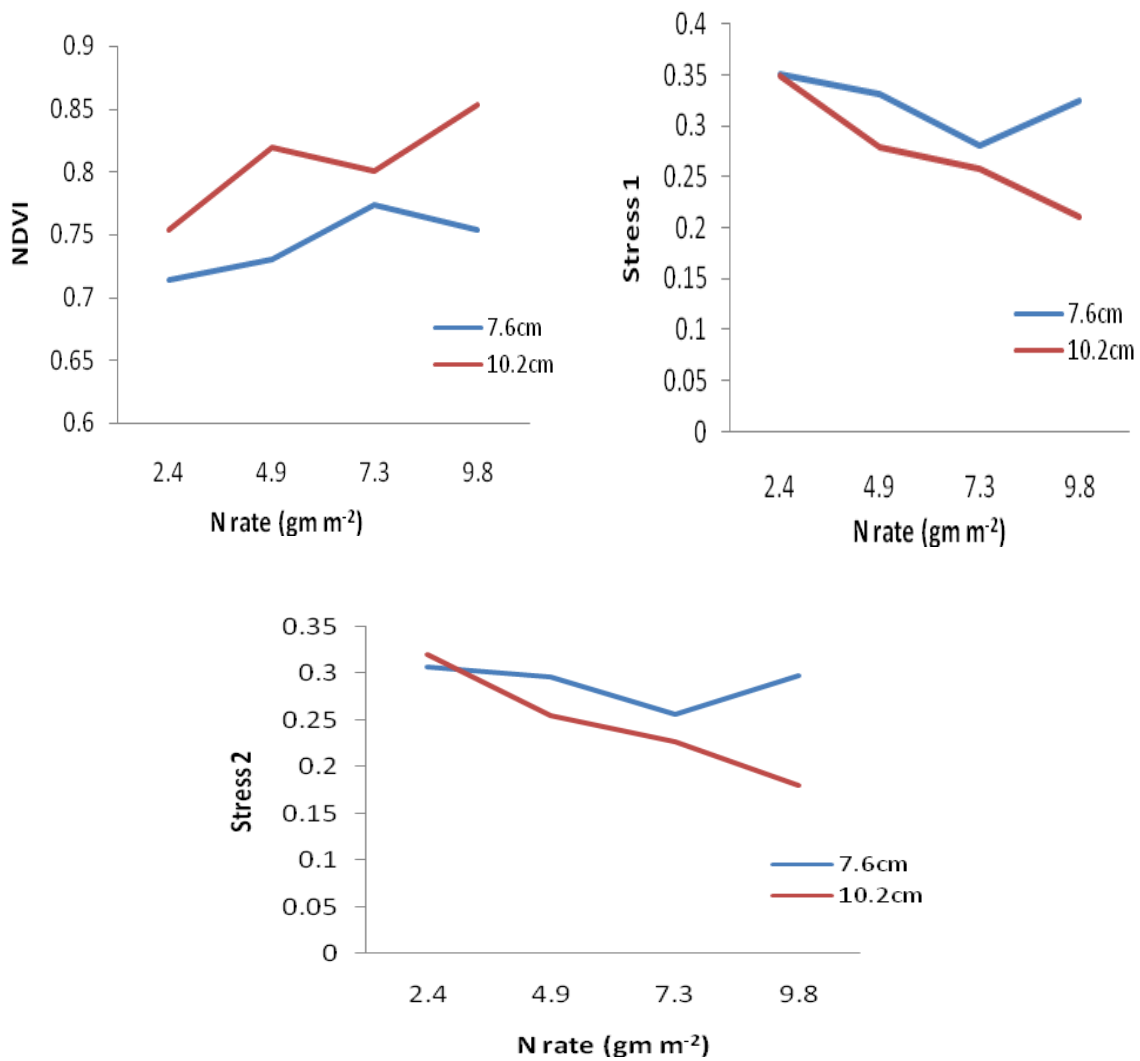 NDVI
0.9
0.85
0.8
0.75
0.7
0.65
0.6
7.6cm
10.2cm
2.4 4.9 7.3 9.8
N rate (gm m⁻²)
Stress 1
0.4
0.35
0.3
0.25
0.2
0.15
0.1
0.05
0
7.6cm
10.2cm
2.4 4.9 7.3 9.8
N rate (gm m⁻²)
Stress 2
0.35
0.3
0.25
0.2
0.15
0.1
0.05
0
7.6cm
10.2cm
2.4 4.9 7.3 9.8
N rate (gm m⁻²)